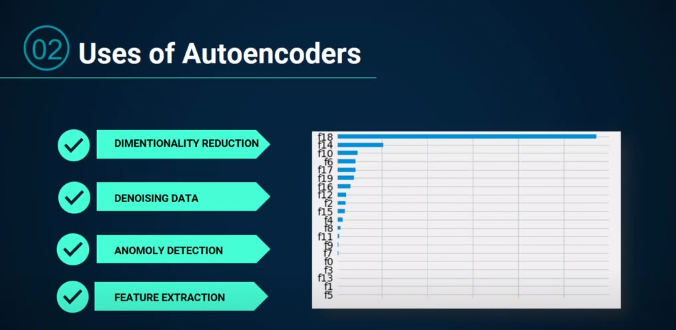 02 Uses of Autoencoders
DIMENTIONALITY REDUCTION
DENOISING DATA
ANOMOLY DETECTION
FEATURE EXTRACTION
f18
f14
f10
f6
f17
f19
f16
f12
f2
f15
f4
f8
f11
f9
f7
f0
f3
f13
f1
f5